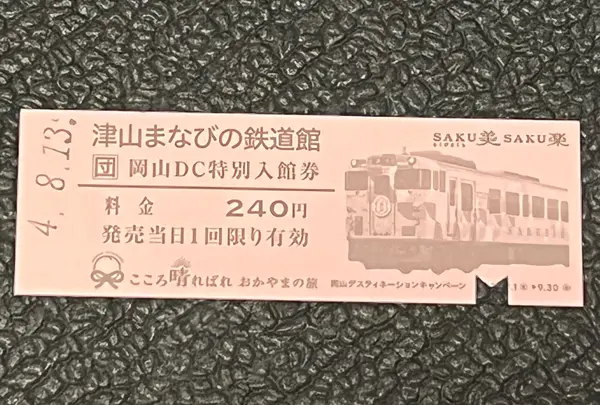 4.8.13
津山まなびの鉄道館
団 岡山DC特別入館券
料金 240円
発売当日1回限り有効
こころ晴ればれ おかやまの旅
SAKU美SAKU楽
岡山デスティネーションキャンペーン
.1 ㊎ ▶9.30 ㊎